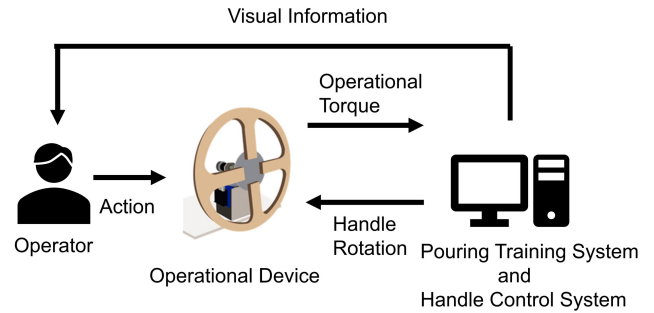 Visual Information
Operational
Torque
Action
Operator
Handle
Rotation
Operational Device
Pouring Training System
and
Handle Control System